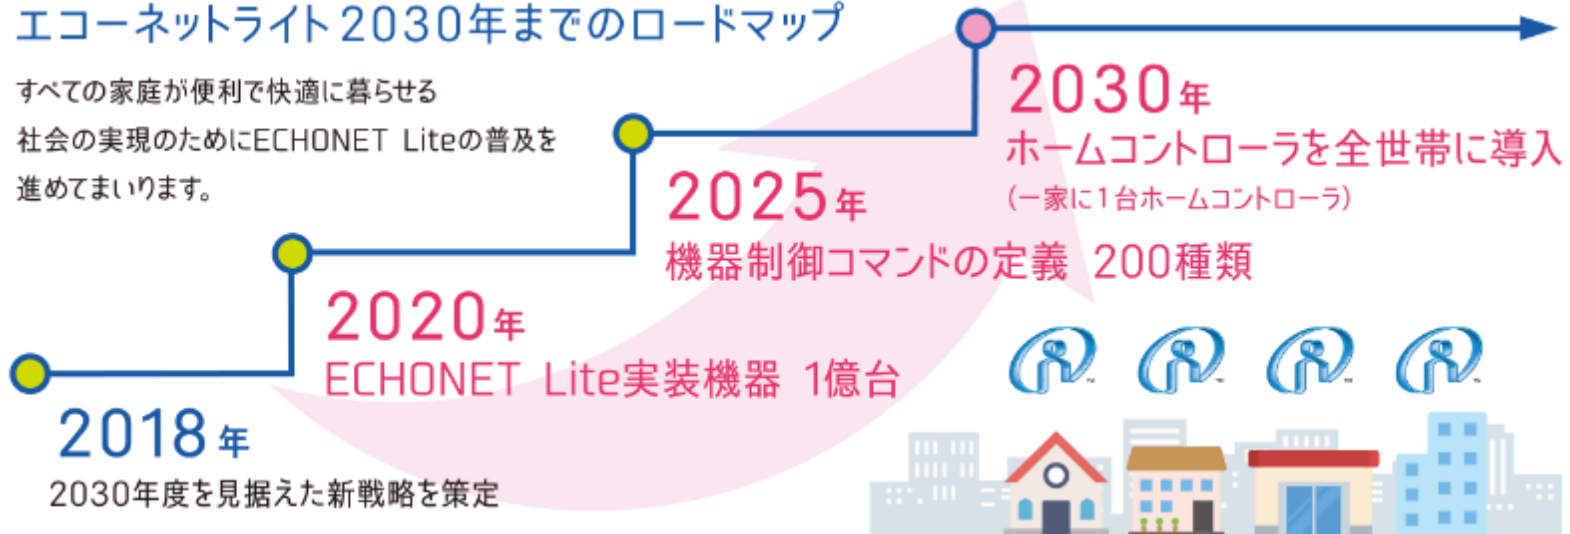 エコーネットライト2030年までのロードマップ
すべての家庭が便利で快適に暮らせる
社会の実現のためにECHONET Liteの普及を
進めてまいります。
2030年
ホームコントローラを全世帯に導入
(一家に1台ホームコントローラ)
2025年
機器制御コマンドの定義 200種類
2020年
ECHONET Lite実装機器 1億台
2018年
2030年度を見据えた新戦略を策定